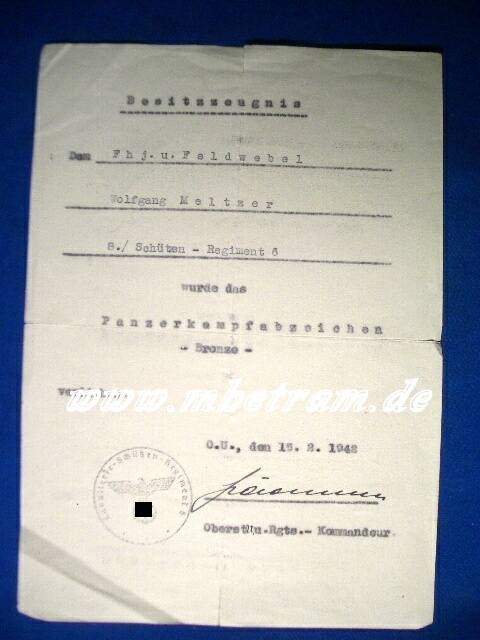 Besitzzeugnis
Dem Fhj.u.Feldwebel
Wolfgang Meltzer
8./ Schützen - Regiment 6
wurde das
Panzerkampfabzeichen
- Bronze -
www.mbetram.de
O.U., den 15. 2. 1942
Oberst u.Rgts.- Kommandeur.